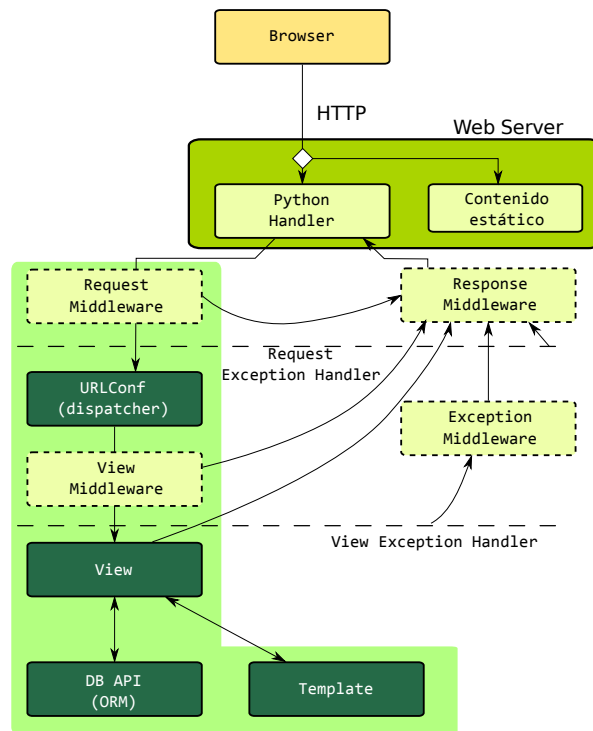 Browser
HTTP
Web Server
Python
Handler
Contenido
estático
Request
Middleware
Response
Middleware
Request
Exception Handler
URLConf
(dispatcher)
Exception
Middleware
View
Middleware
View Exception Handler
View
DB API
(ORM)
Template